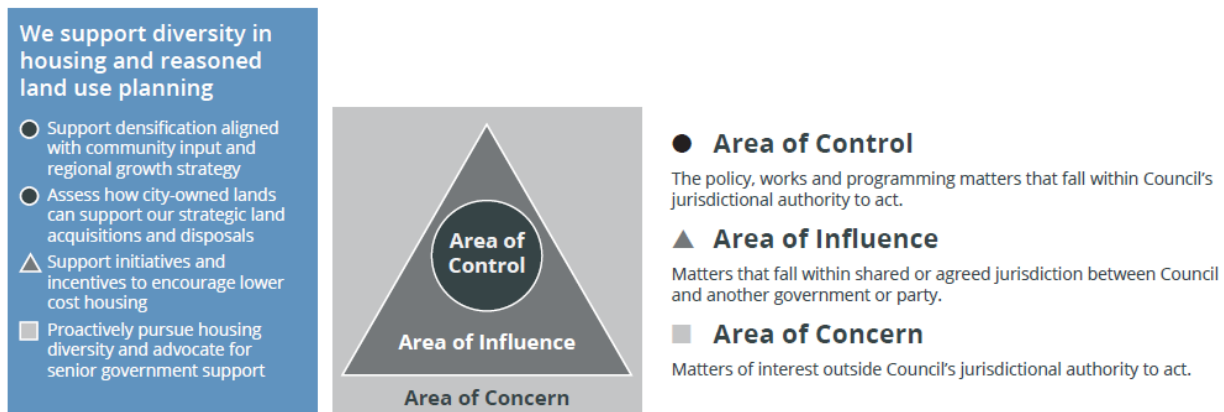 We support diversity in
housing and reasoned
land use planning
Support densification aligned
with community input and
regional growth strategy
Assess how city-owned lands
can support our strategic land
acquisitions and disposals
Support initiatives and
incentives to encourage lower
cost housing
Proactively pursue housing
diversity and advocate for
senior government support
Area of
Control
Area of Influence
Area of Concern
Area of Control
The policy, works and programming matters that fall within Council’s
jurisdictional authority to act.
Area of Influence
Matters that fall within shared or agreed jurisdiction between Council
and another government or party.
Area of Concern
Matters of interest outside Council’s jurisdictional authority to act.